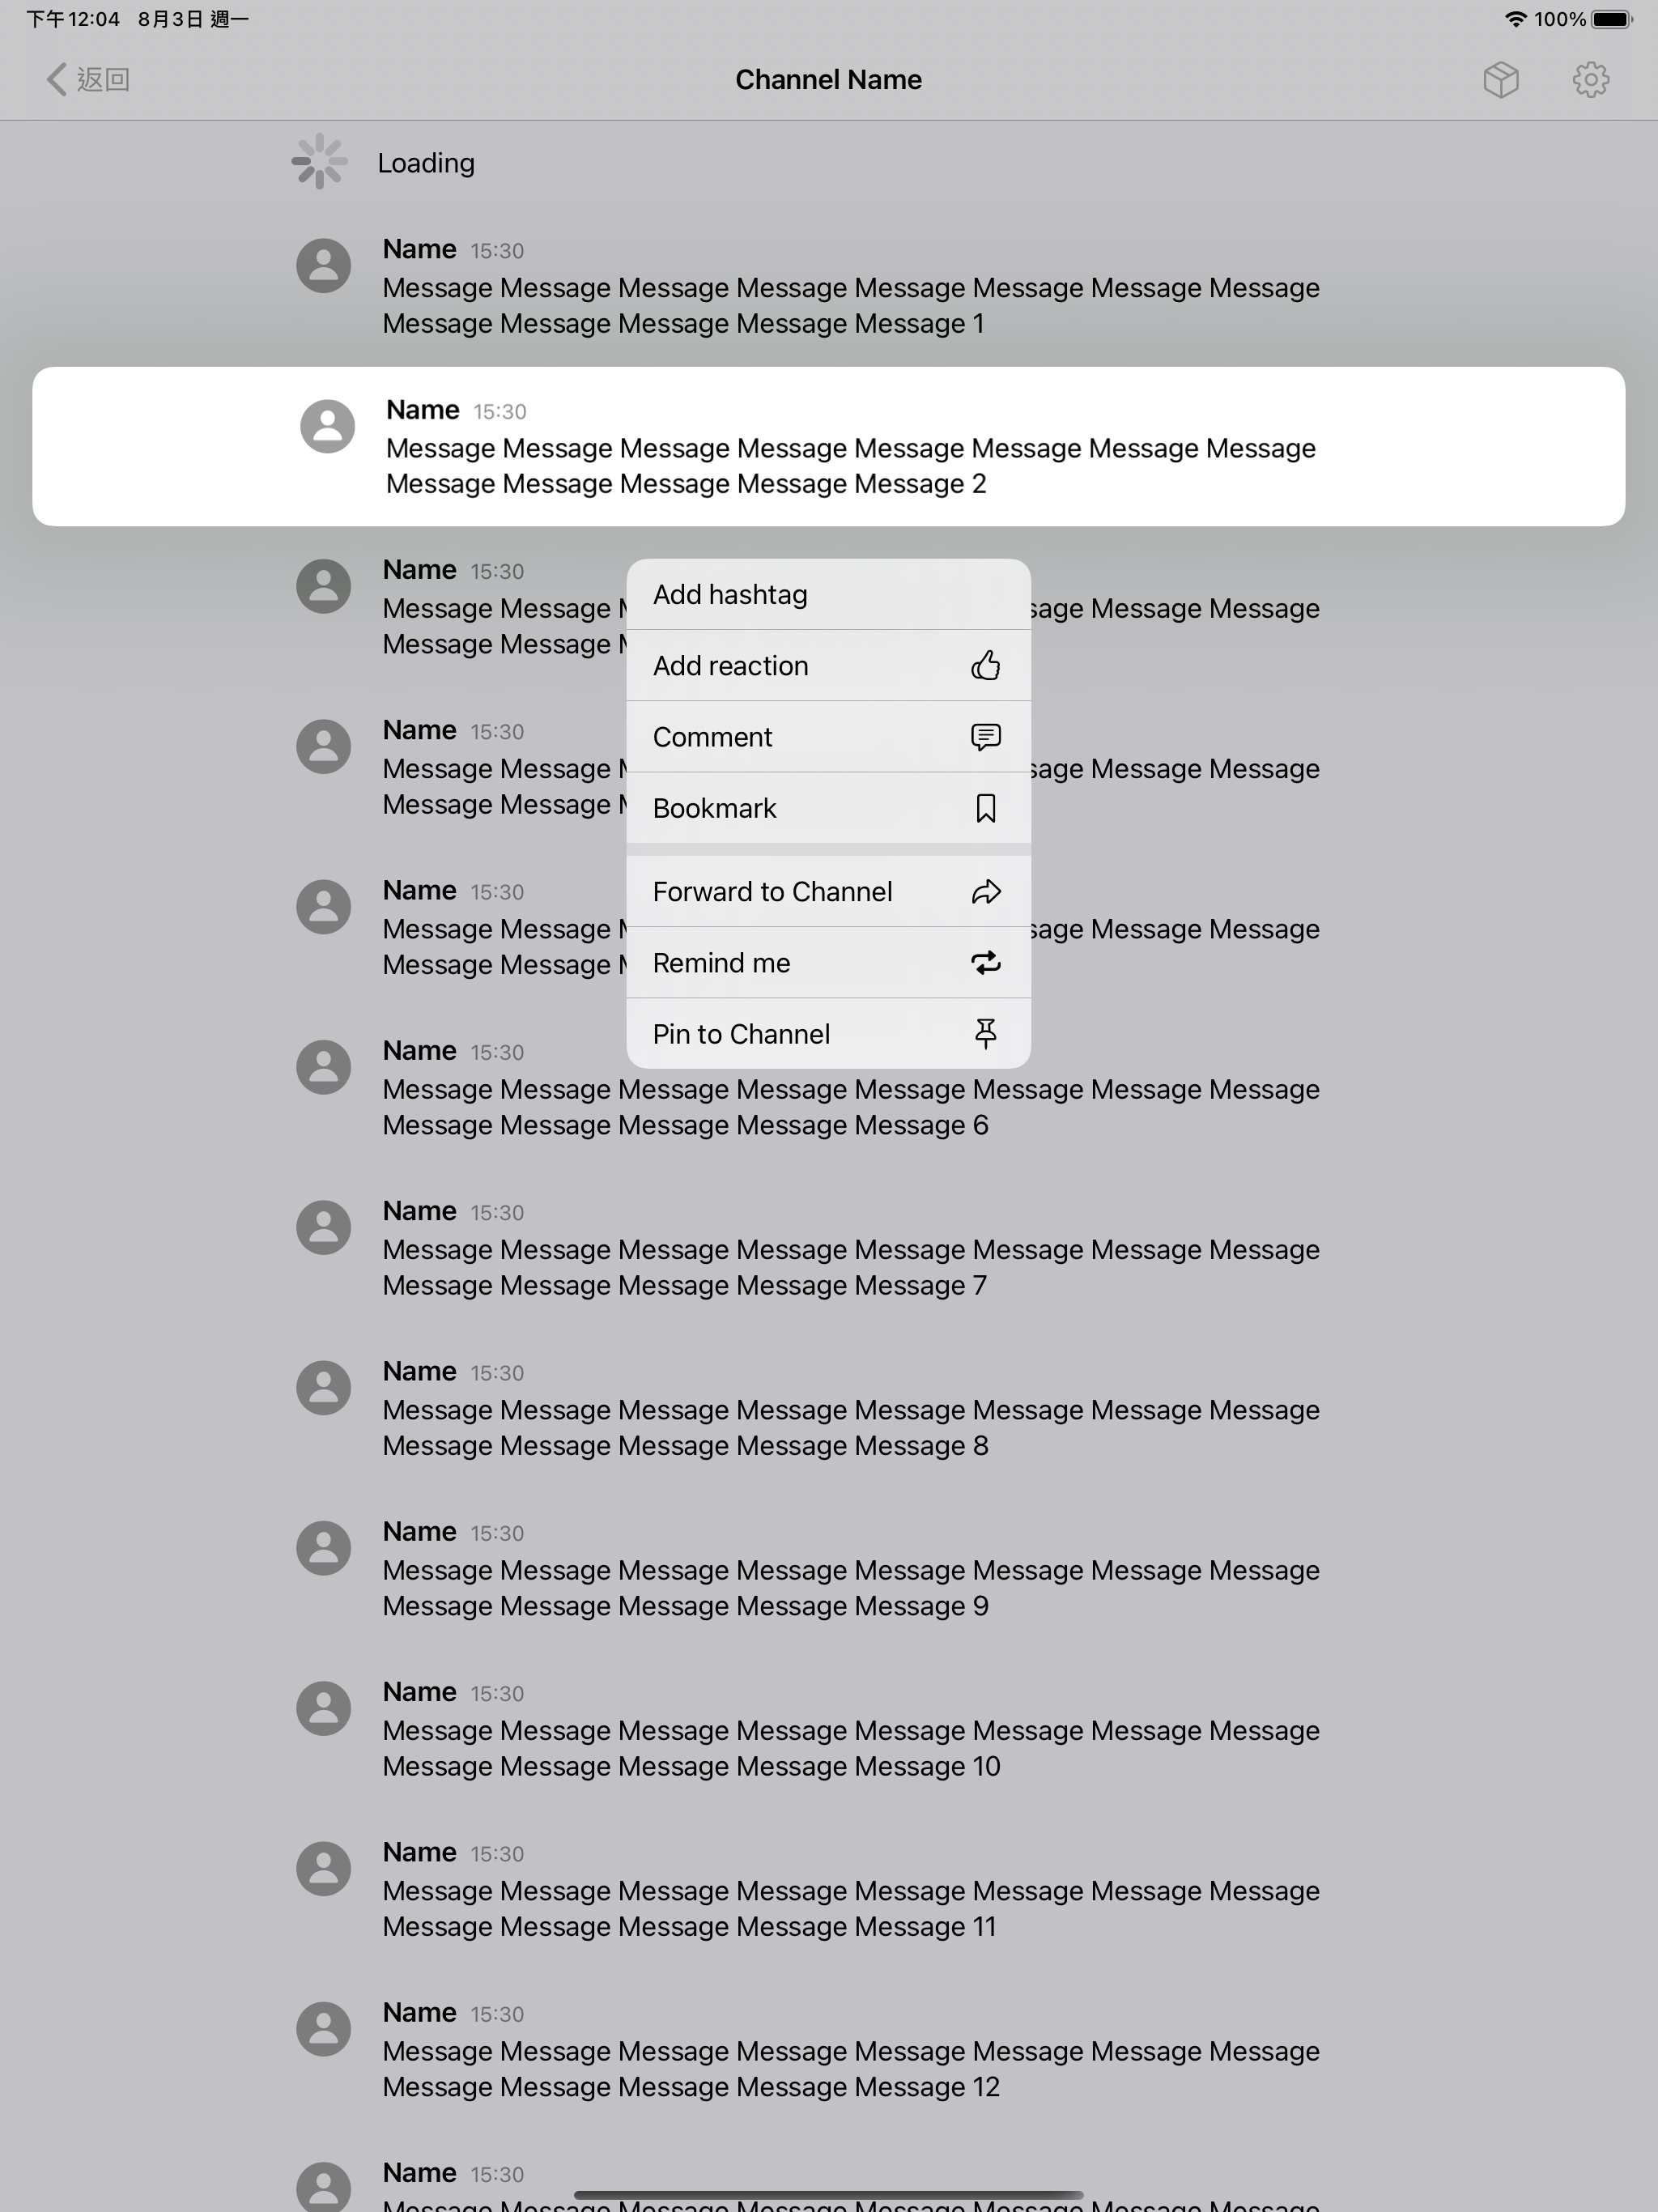 下午12:04 8月3日 週一
100%
返回
Channel Name
Loading
Name 15:30
Message Message Message Message Message Message Message Message
Message Message Message Message Message 1
Name 15:30
Message Message Message Message Message Message Message Message
Message Message Message Message Message 2
Name 15:30
Message Message
Message Message
Message Message
Name 15:30
Message Message
Message Message
Message Message
Name 15:30
Message Message
Message Message
Message Message
Add hashtag
Add reaction
Comment
Bookmark
Forward to Channel
Remind me
Pin to Channel
Name 15:30
Message Message Message Message Message Message Message Message
Message Message Message Message Message 6
Name 15:30
Message Message Message Message Message Message Message Message
Message Message Message Message Message 7
Name 15:30
Message Message Message Message Message Message Message Message
Message Message Message Message Message 8
Name 15:30
Message Message Message Message Message Message Message Message
Message Message Message Message Message 9
Name 15:30
Message Message Message Message Message Message Message Message
Message Message Message Message Message 10
Name 15:30
Message Message Message Message Message Message Message Message
Message Message Message Message Message 11
Name 15:30
Message Message Message Message Message Message Message Message
Message Message Message Message Message 12
Name 15:30